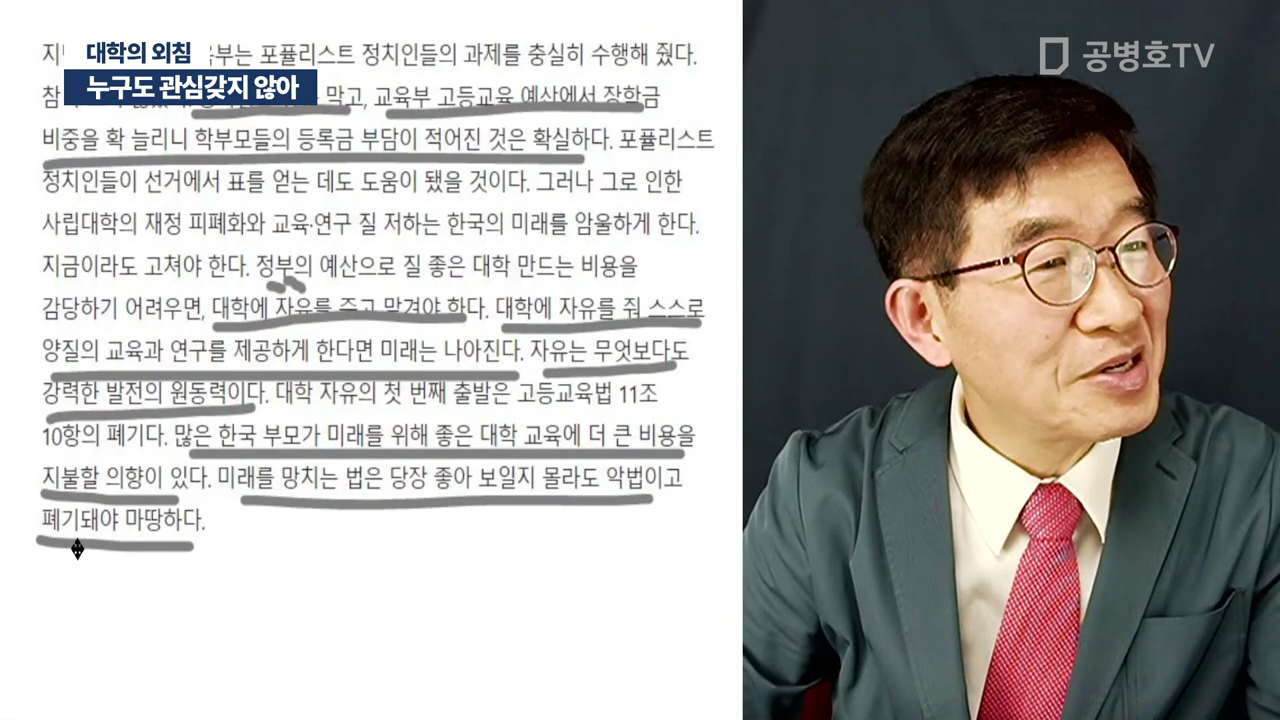 대학의 외침
누구도 관심갖지 않아
공병호TV
포퓰리스트 정치인들의 과제를 충실히 수행해 줬다.
막고, 교육부 고등교육 예산에서 장학금
비중을 확 늘리니 학부모들의 등록금 부담이 적어진 것은 확실하다. 포퓰리스트
정치인들이 선거에서 표를 얻는 데도 도움이 됐을 것이다. 그러나 그로 인한
사립대학의 재정 피폐화와 교육·연구 질 저하는 한국의 미래를 암울하게 한다.
지금이라도 고쳐야 한다. 정부의 예산으로 질 좋은 대학 만드는 비용을
감당하기 어려우면, 대학에 자유를 주고 맡겨야 한다. 대학에 자유를 줘 스스로
양질의 교육과 연구를 제공하게 한다면 미래는 나아진다. 자유는 무엇보다도
강력한 발전의 원동력이다. 대학 자유의 첫 번째 출발은 고등교육법 11조
10항의 폐기다. 많은 한국 부모가 미래를 위해 좋은 대학 교육에 더 큰 비용을
지불할 의향이 있다. 미래를 망치는 법은 당장 좋아 보일지 몰라도 악법이고
폐기돼야 마땅하다.